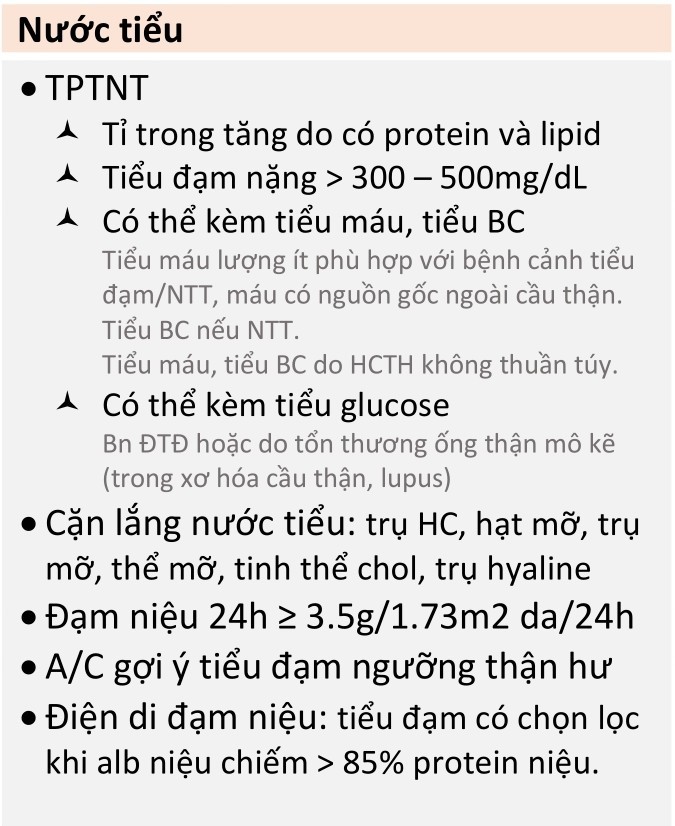 Nước tiểu
• TPTNT
Tỉ trong tăng do có protein và lipid
Tiểu đạm nặng > 300 – 500mg/dL
Có thể kèm tiểu máu, tiểu BC
Tiểu máu lượng ít phù hợp với bệnh cảnh tiểu
đạm/NTT, máu có nguồn gốc ngoài cầu thận.
Tiểu BC nếu NTT.
Tiểu máu, tiểu BC do HCTH không thuần túy.
Có thể kèm tiểu glucose
Bn ĐTĐ hoặc do tổn thương ống thận mô kẽ
(trong xơ hóa cầu thận, lupus)
• Cặn lắng nước tiểu: trụ HC, hạt mỡ, trụ
mỡ, thể mỡ, tinh thể chol, trụ hyaline
• Đạm niệu 24h ≥ 3.5g/1.73m2 da/24h
• A/C gợi ý tiểu đạm ngưỡng thận hư
• Điện di đạm niệu: tiểu đạm có chọn lọc
khi alb niệu chiếm > 85% protein niệu.